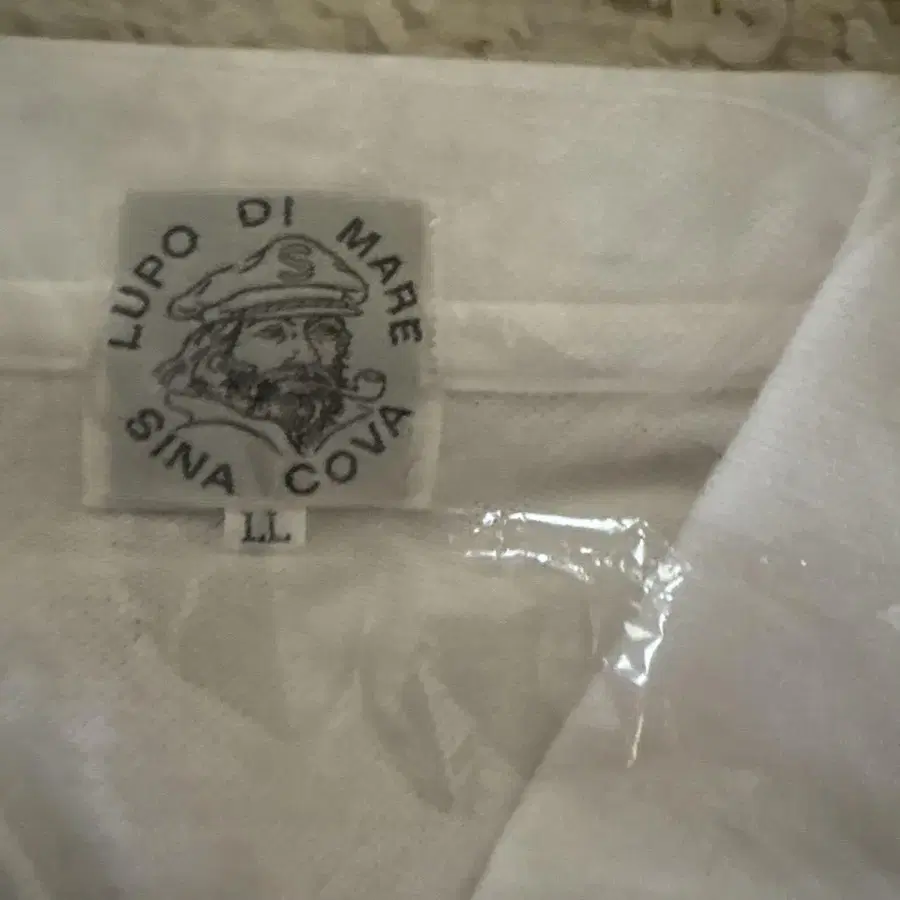 LUPO DI MARE
S
SINA COVA
LL